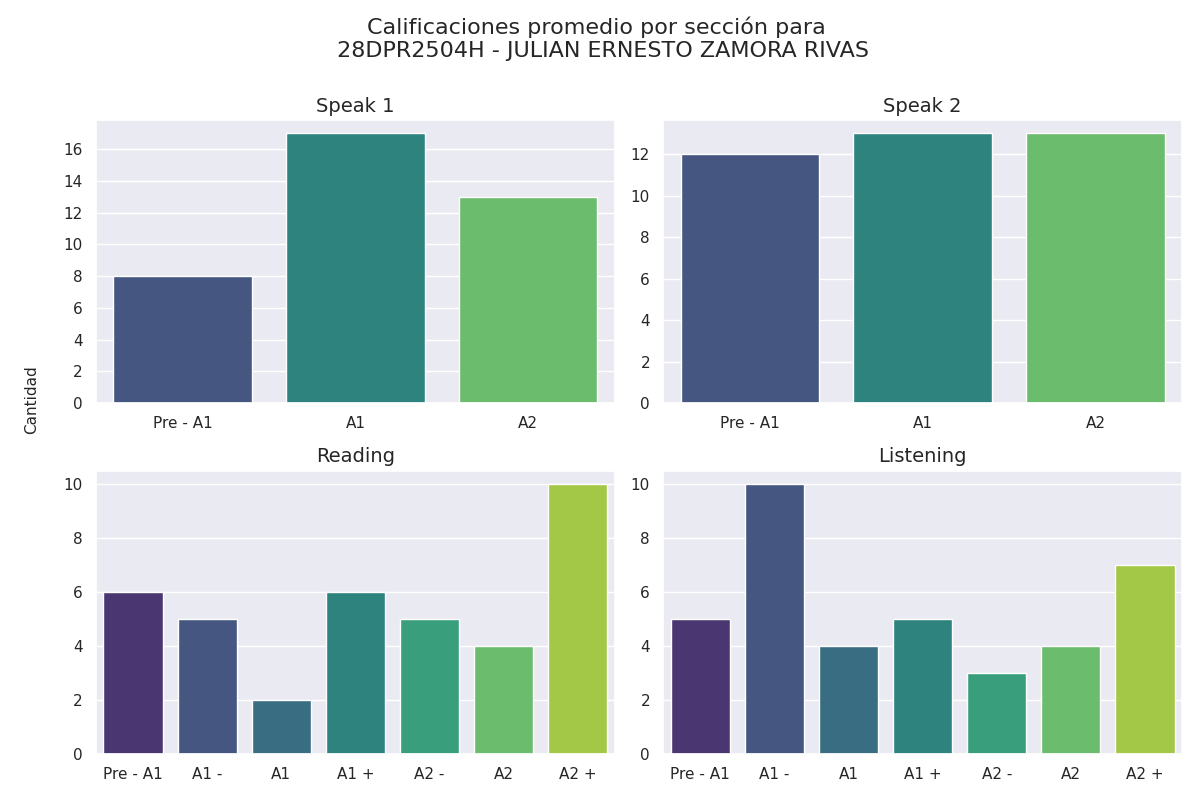 Calificaciones promedio por sección para
28DPR2504H - JULIAN ERNESTO ZAMORA RIVAS
Speak 1
16
14
12
10
8
6
4
2
0
Pre - A1 A1 A2
Speak 2
12
10
8
6
4
2
0
Pre - A1 A1 A2
Cantidad
Reading
10
8
6
4
2
0
Pre - A1 A1 - A1 A1 + A2 - A2 A2 +
Listening
10
8
6
4
2
0
Pre - A1 A1 - A1 A1 + A2 - A2 A2 +